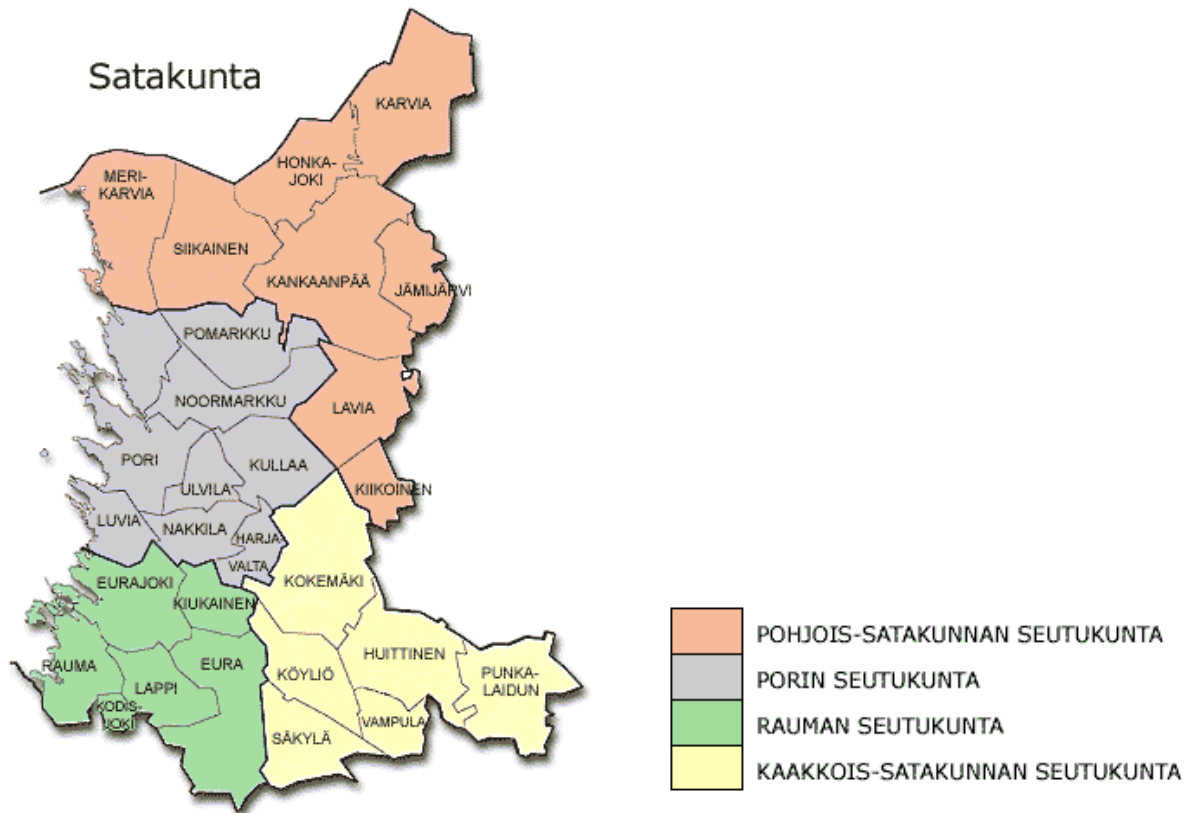 Satakunta
KARVIA
HONKA-
JOKI
MERI-
KARVIA
SIIKAINEN
KANKAANPÄÄ
JÄMIJÄRVI
POMARKKU
NOORMARKKU
LAVIA
PORI
KULLAA
ULVILA
KIIKOINEN
LUVIA
NAKKILA
HARJA-
VALTA
EURAJOKI
KOKEMÄKI
KIUKAINEN
RAUMA
EURA
LAPPI
KODIS-
JOKI
KÖYLIÖ
HUITTINEN
PUNKA-
LAIDUN
VAMPULA
SÄKYLÄ
POHJOIS-SATAKUNNAN SEUTUKUNTA
PORIN SEUTUKUNTA
RAUMAN SEUTUKUNTA
KAAKKOIS-SATAKUNNAN SEUTUKUNTA